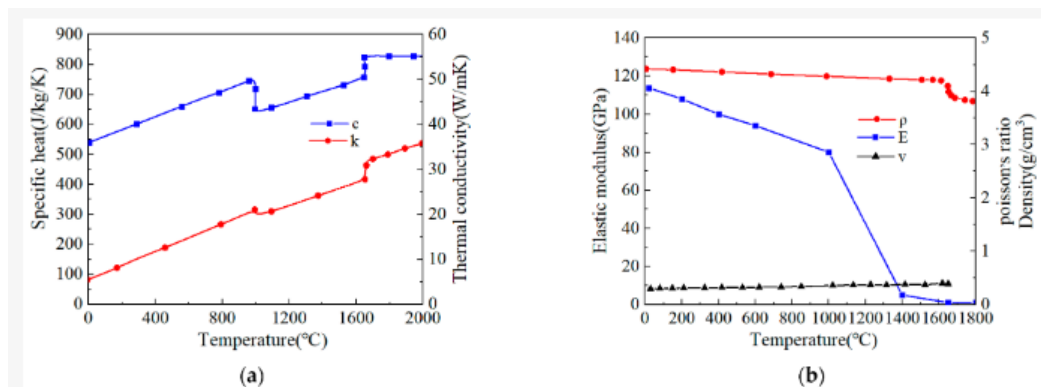 900
800
700
600
500
400
300
200
100
0
Specific heat(J/kg/K)
60
50
40
30
20
10
0
Thermal conductivity(W/mK)
c
k
0 400 800 1200 1600 2000
Temperature(℃)
(a)
140
120
100
80
60
40
20
0
Elastic modulus(GPa)
5
4
3
2
1
0
poisson's ratio
Density(g/cm³)
ρ
E
v
0 200 400 600 800 1000 1200 1400 1600 1800
Temperature(℃)
(b)